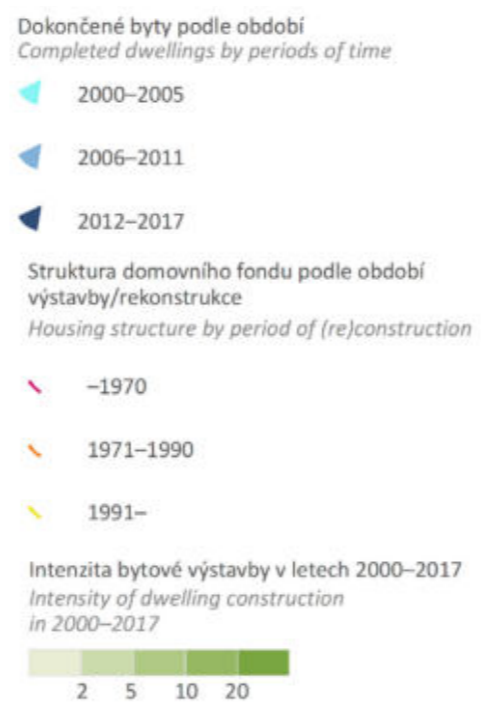 Dokončené byty podle období
Completed dwellings by periods of time
2000–2005
2006–2011
2012–2017
Struktura domovního fondu podle období
výstavby/rekonstrukce
Housing structure by period of (re)construction
–1970
1971–1990
1991–
Intenzita bytové výstavby v letech 2000–2017
Intensity of dwelling construction
in 2000–2017
2 5 10 20